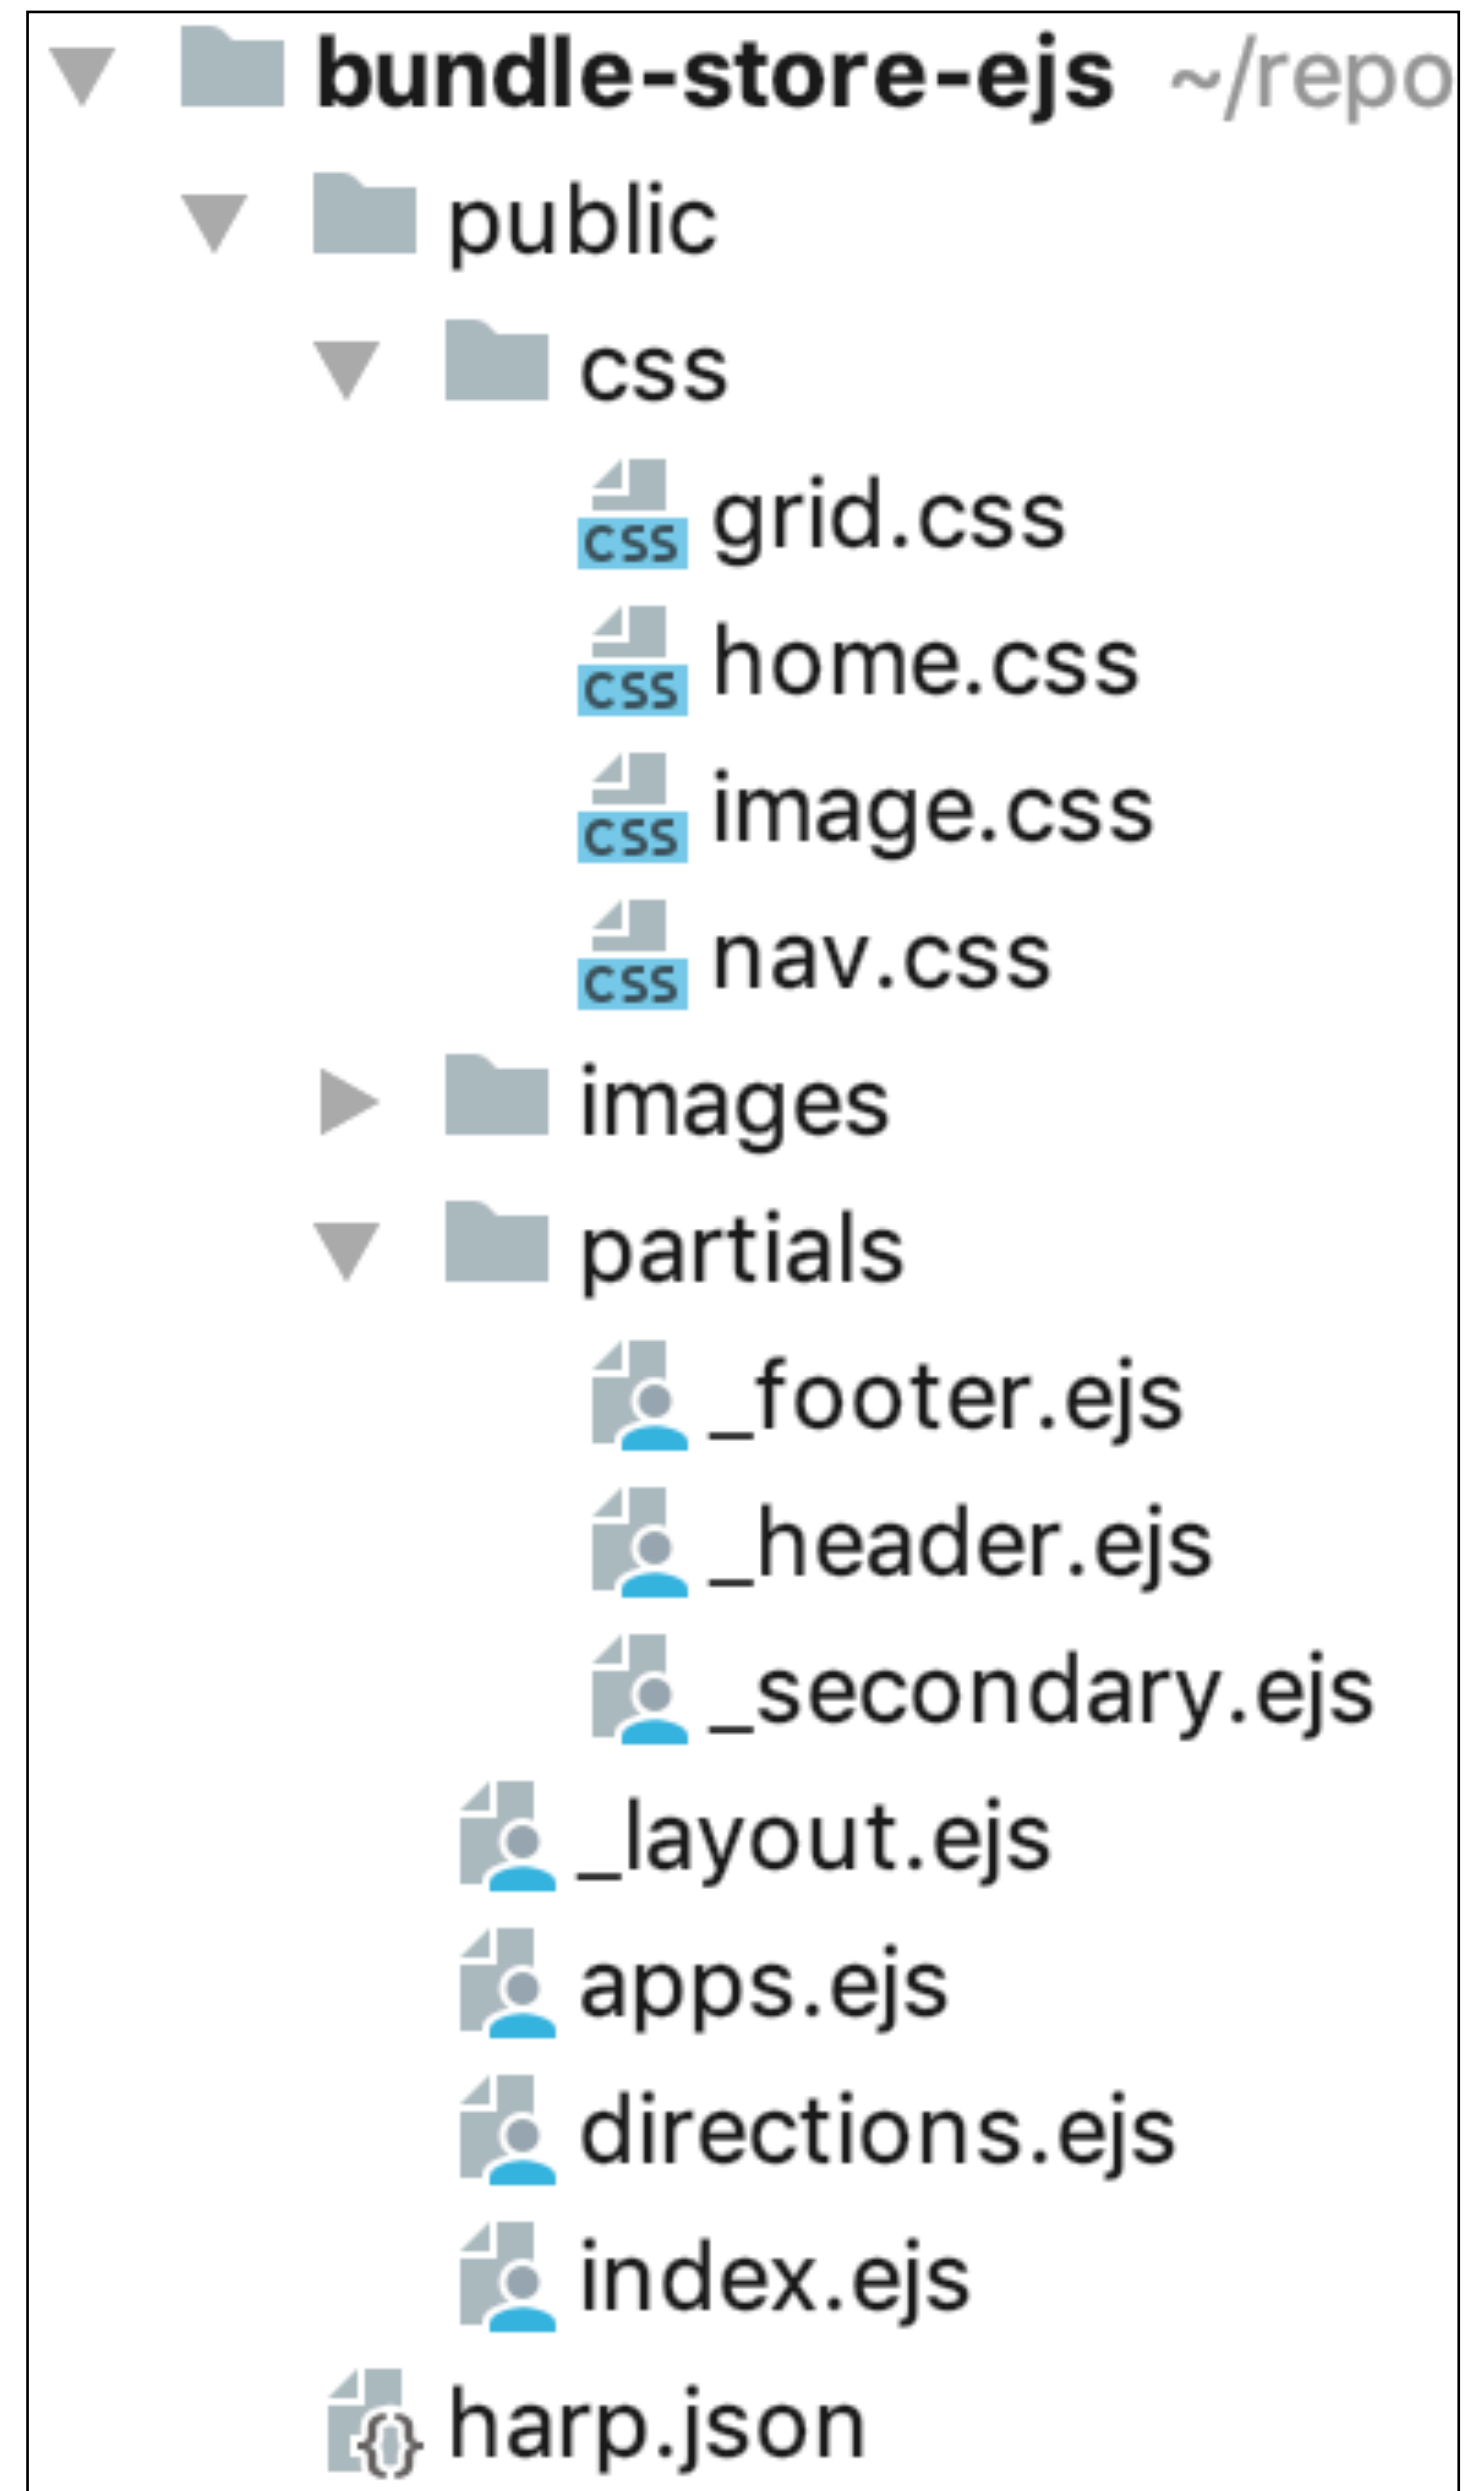 bundle-store-ejs ~/repo
public
css
CSS grid.css
CSS home.css
CSS image.css
CSS nav.css
images
partials
_footer.ejs
_header.ejs
_secondary.ejs
_layout.ejs
apps.ejs
directions.ejs
index.ejs
{} harp.json